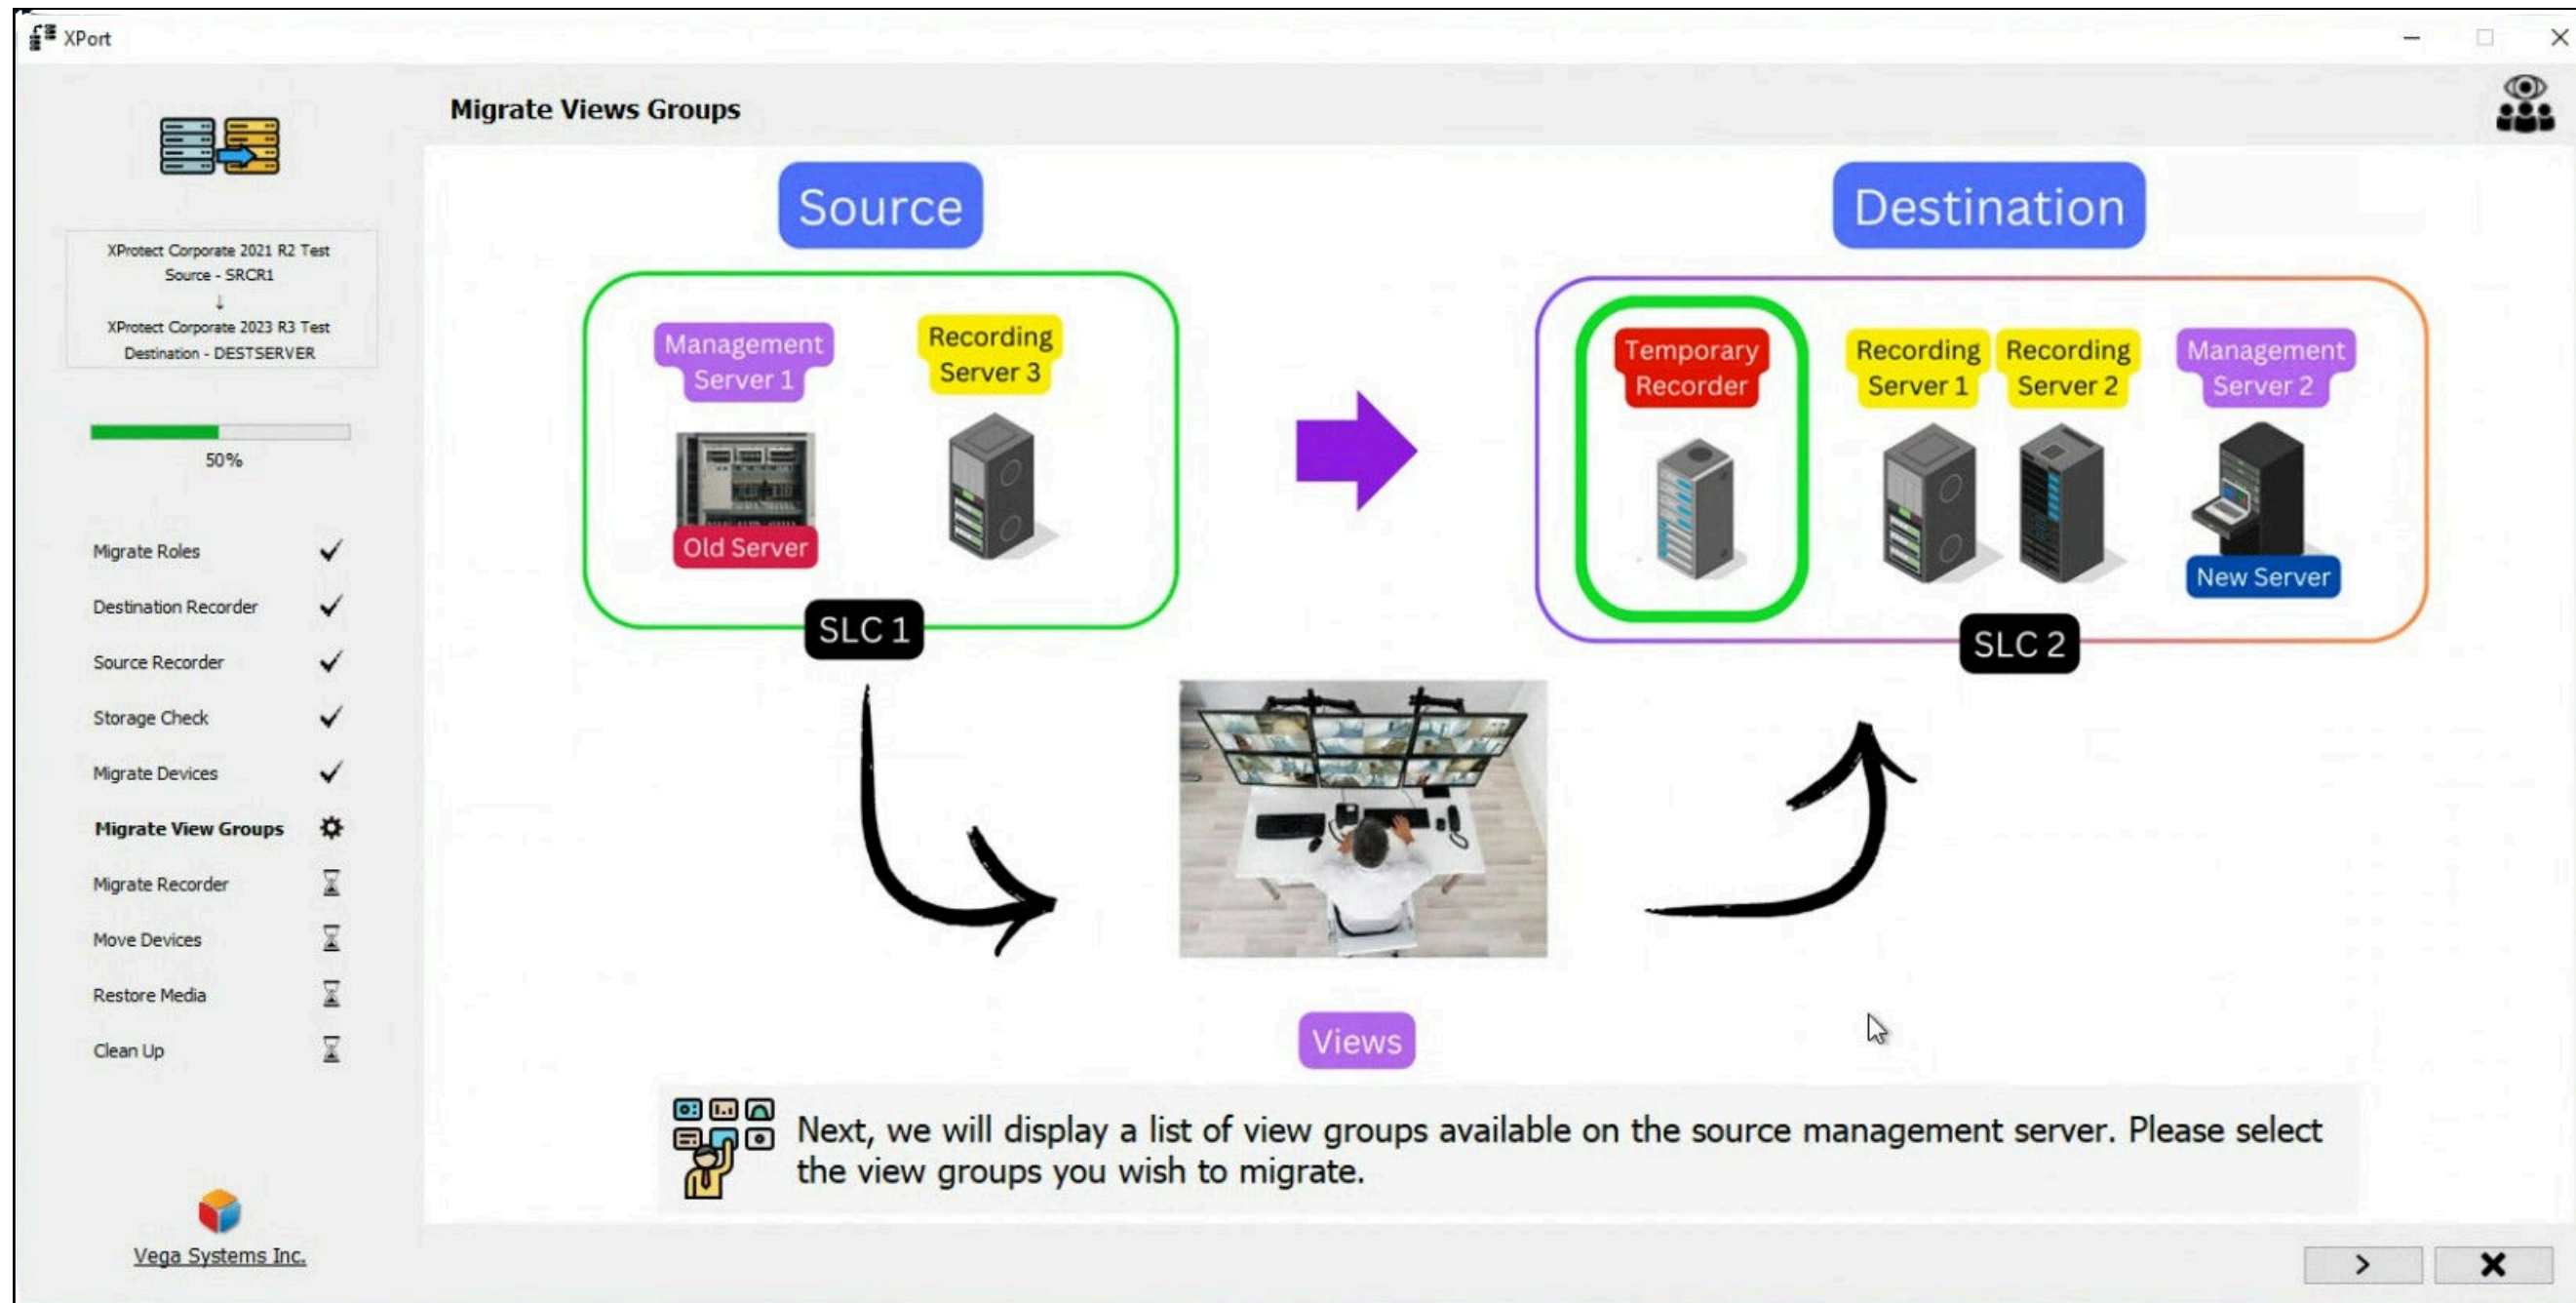 XPort
Migrate Views Groups
XProtect Corporate 2021 R2 Test
Source - SRCR1
↓
XProtect Corporate 2023 R3 Test
Destination - DESTSERVER
50%
Migrate Roles
Destination Recorder
Source Recorder
Storage Check
Migrate Devices
Migrate View Groups
Migrate Recorder
Move Devices
Restore Media
Clean Up
Vega Systems Inc.
Source
Management
Server 1
Old Server
Recording
Server 3
SLC 1
Destination
Temporary
Recorder
Recording
Server 1
Recording
Server 2
Management
Server 2
New Server
SLC 2
Views
Next, we will display a list of view groups available on the source management server. Please select
the view groups you wish to migrate.